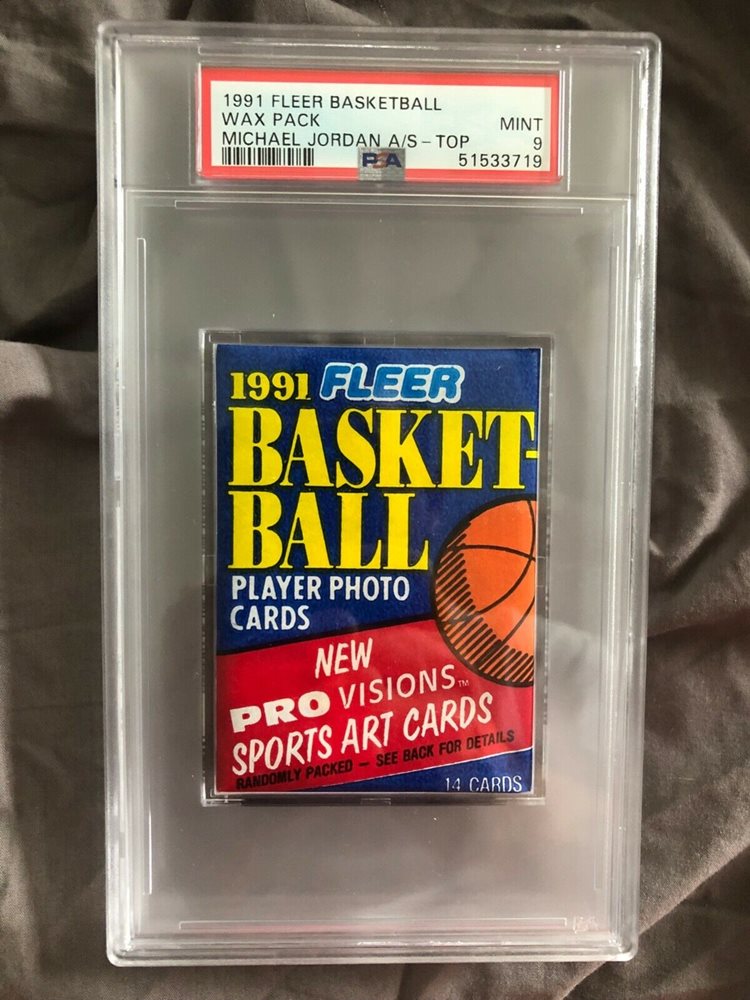 1991 FLEER BASKETBALL
WAX PACK MINT
MICHAEL JORDAN A/S - TOP 9
PSA 51533719
1991 FLEER
BASKET-
BALL
PLAYER PHOTO
CARDS
NEW
PRO VISIONS™
SPORTS ART CARDS
RANDOMLY PACKED - SEE BACK FOR DETAILS
14 CARDS